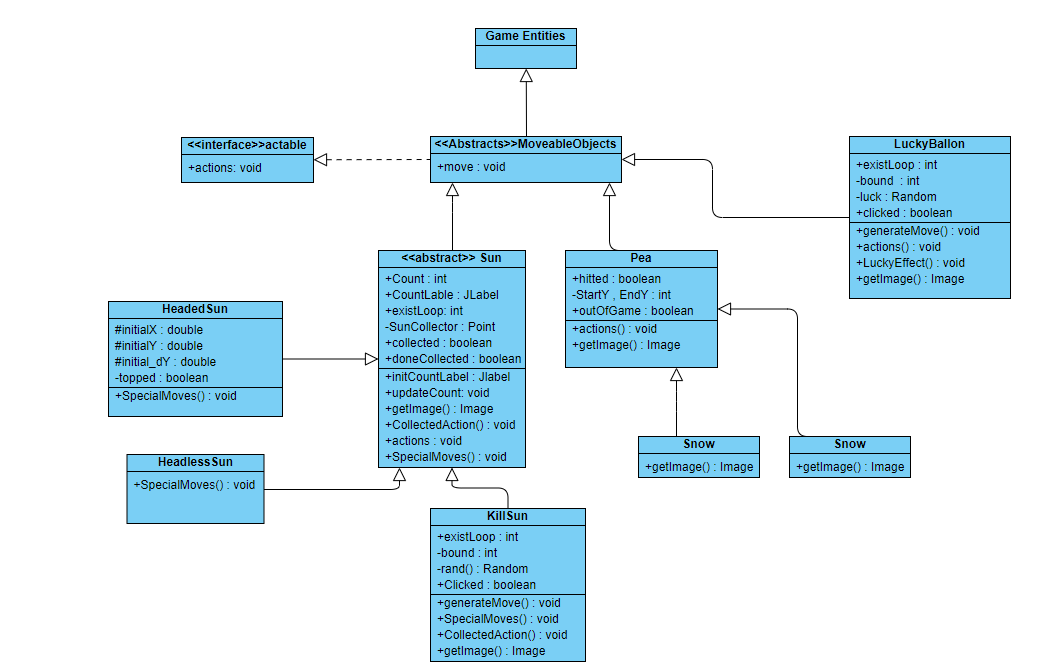 Game Entities
<<interface>>actable
+actions: void
<<Abstracts>>MoveableObjects
+move : void
LuckyBallon
+existLoop : int
-bound : int
-luck : Random
+clicked : boolean
+generateMove() : void
+actions() : void
+LuckyEffect() : void
+getImage() : Image
<<abstract>> Sun
+Count : int
+CountLable : JLabel
+existLoop: int
-SunCollector : Point
+collected : boolean
+doneCollected : boolean
+initCountLabel : Jlabel
+updateCount: void
+getImage() : Image
+CollectedAction() : void
+actions : void
+SpecialMoves() : void
Pea
+hitted : boolean
-StartY , EndY : int
+outOfGame : boolean
+actions() : void
+getImage() : Image
HeadedSun
#initialX : double
#initialY : double
#initial_dY : double
-topped : boolean
+SpecialMoves() : void
HeadlessSun
+SpecialMoves() : void
Snow
+getImage() : Image
Snow
+getImage() : Image
KillSun
+existLoop : int
-bound : int
-rand() : Random
+Clicked : boolean
+generateMove() : void
+SpecialMoves() : void
+CollectedAction() : void
+getImage() : Image